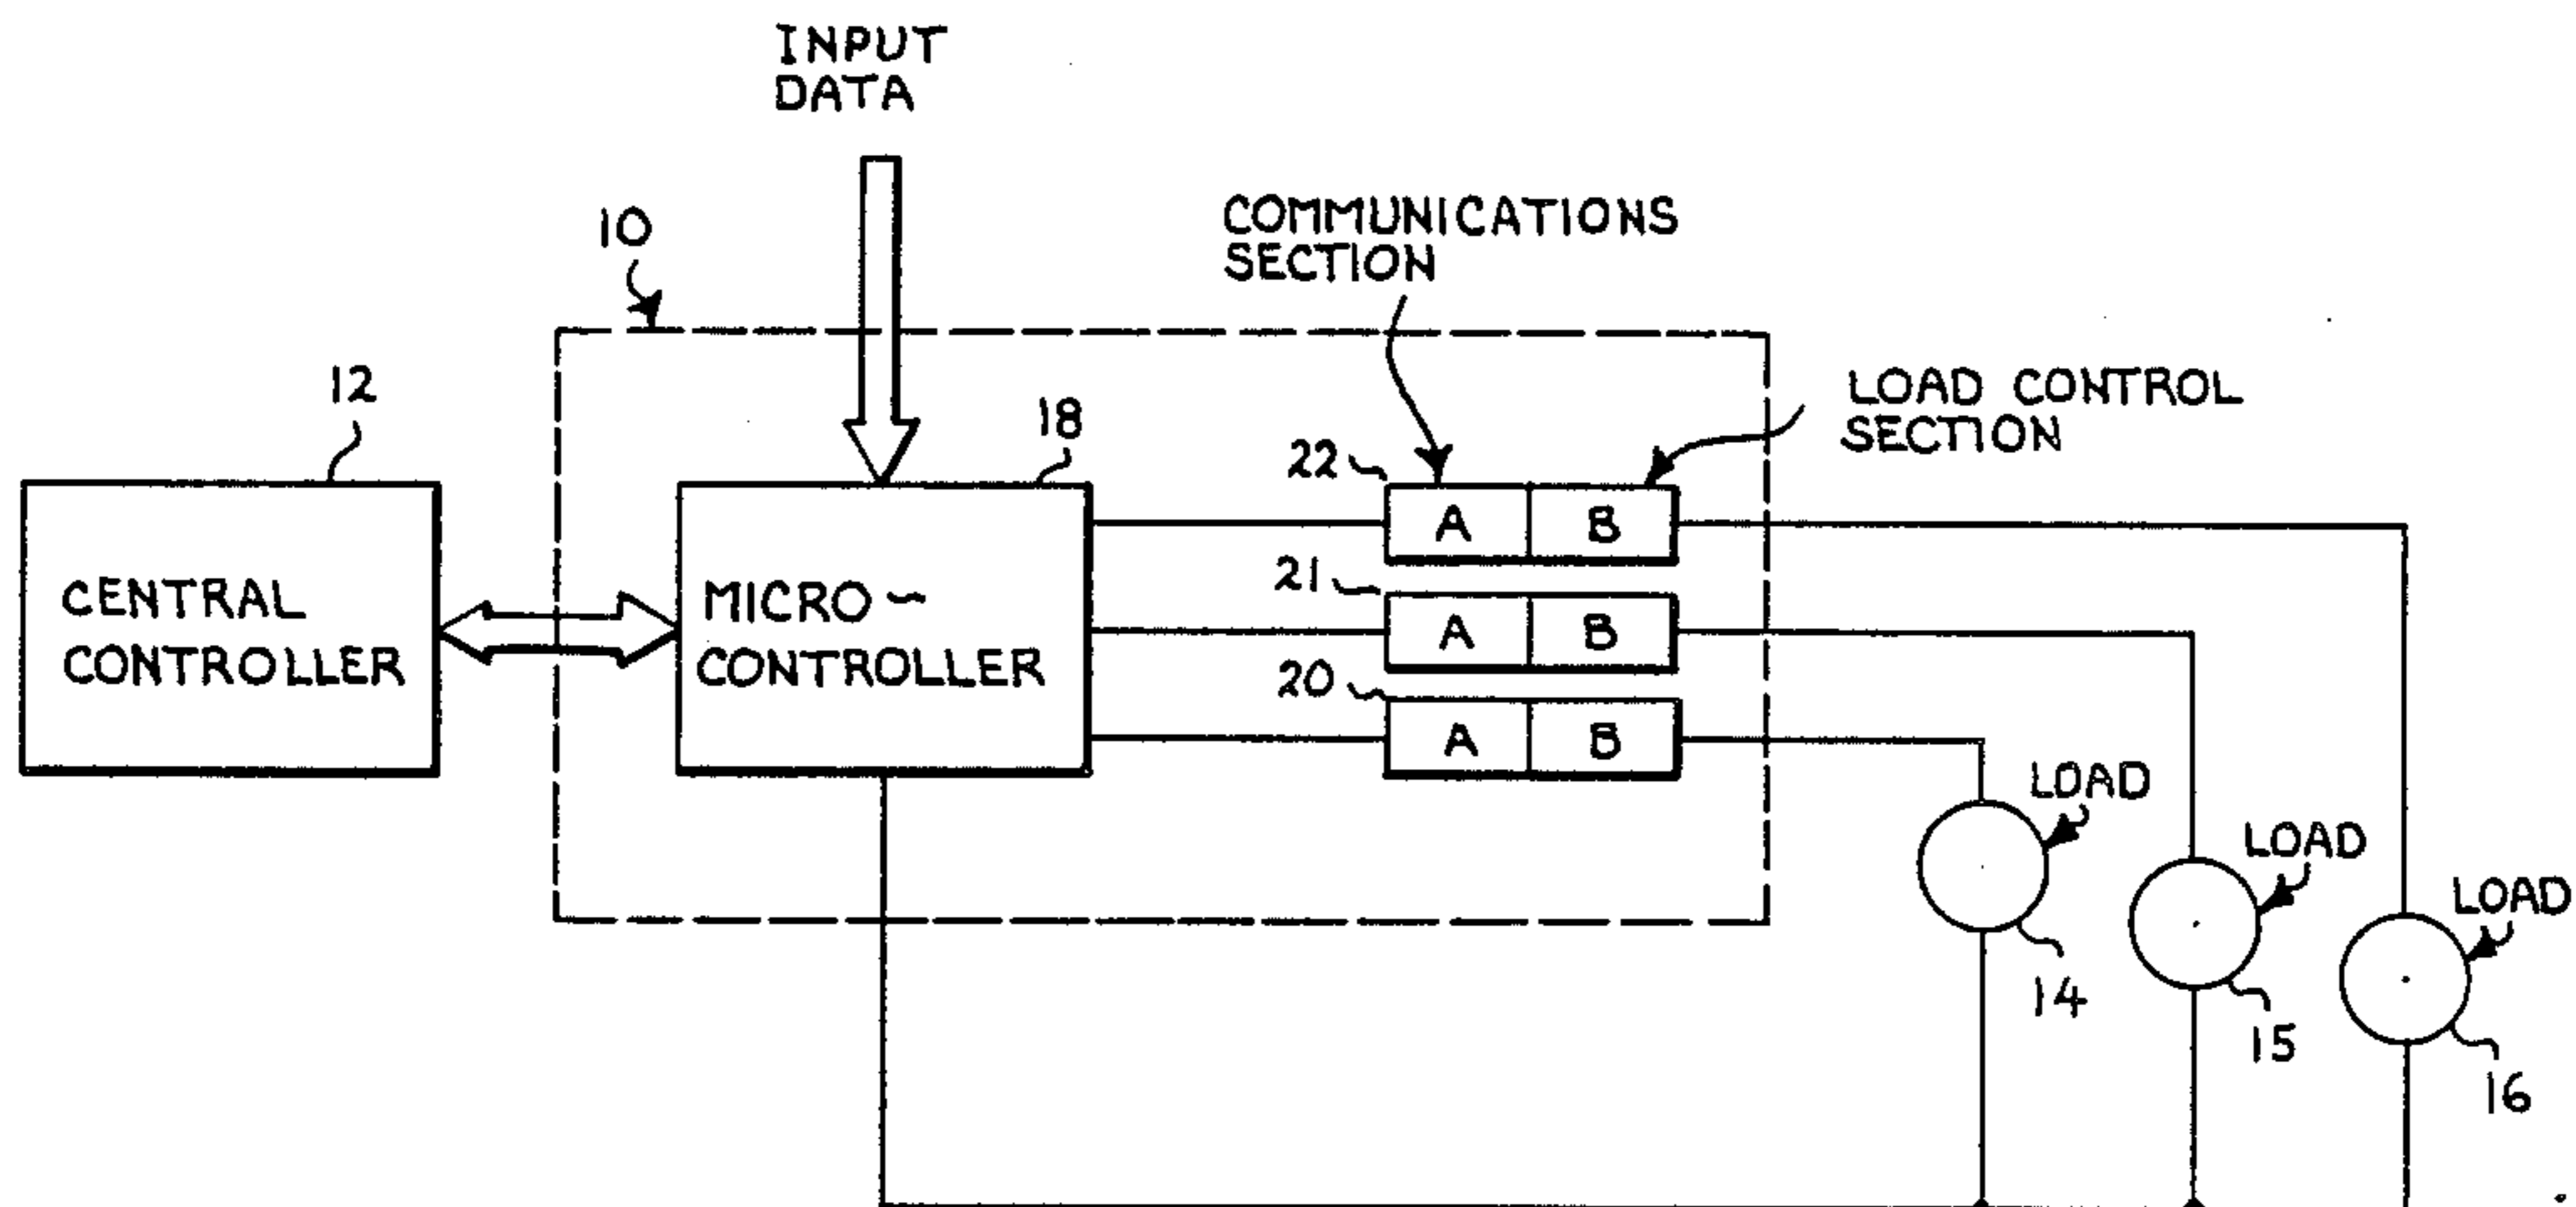 INPUT
DATA
10
COMMUNICATIONS
SECTION
12
18
LOAD CONTROL
SECTION
22
A B
CENTRAL
CONTROLLER
MICRO-
CONTROLLER
21
A B
20
A B
LOAD
LOAD
LOAD
14
15
16